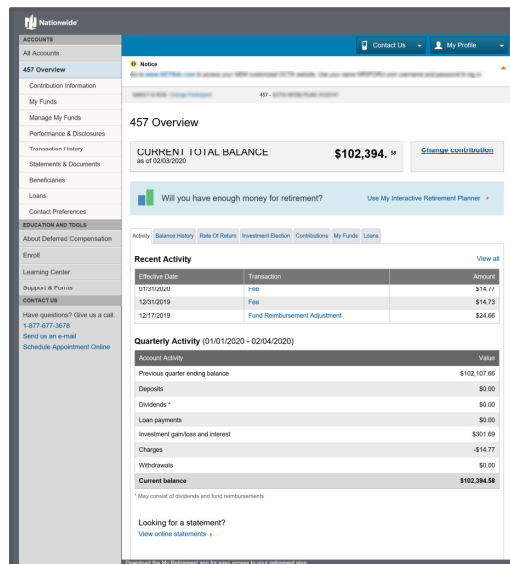 Nationwide®
ACCOUNTS
All Accounts
457 Overview
Contribution Information
My Funds
Manage My Funds
Performance & Disclosures
Transaction History
Statements & Documents
Beneficiaries
Loans
Contact Preferences
EDUCATION AND TOOLS
About Deferred Compensation
Enroll
Learning Center
Support & Forms
CONTACT US
Have questions? Give us a call.
1-877-677-3678
Send us an e-mail
Schedule Appointment Online
Contact Us
My Profile
Notice
457 -
457 Overview
CURRENT TOTAL BALANCE
as of 02/03/2020
$102,394. 58
Change contribution
Will you have enough money for retirement?
Use My Interactive Retirement Planner
Activity Balance History Rate Of Return Investment Election Contributions My Funds Loans
Recent Activity View all
Effective Date Transaction Amount
01/31/2020 Fee $14.77
12/31/2019 Fee $14.73
12/17/2019 Fund Reimbursement Adjustment $24.66
Quarterly Activity (01/01/2020 - 02/04/2020)
Account Activity Value
Previous quarter ending balance $102,107.66
Deposits $0.00
Dividends * $0.00
Loan payments $0.00
Investment gain/loss and interest $301.69
Charges -$14.77
Withdrawals $0.00
Current balance $102,394.58
* May consist of dividends and fund reimbursements
Looking for a statement?
View online statements
Download the My Retirement app for easy access to your retirement plan